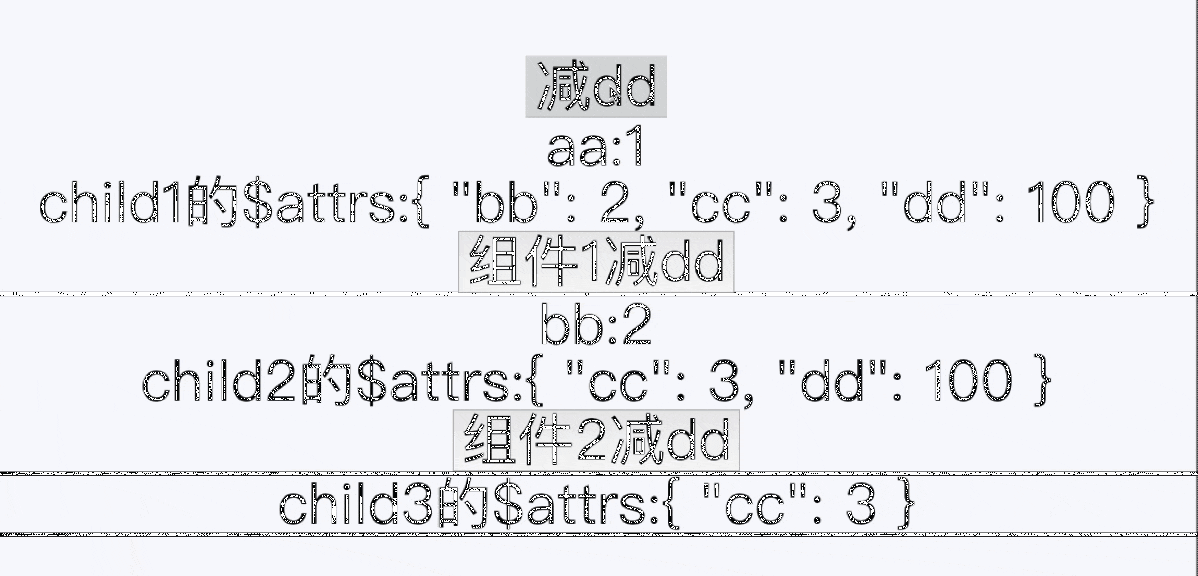 减dd
aa:1
child1的$attrs:{ "bb": 2, "cc": 3, "dd": 100 }
组件1减dd
bb:2
child2的$attrs:{ "cc": 3, "dd": 100 }
组件2减dd
child3的$attrs:{ "cc": 3 }